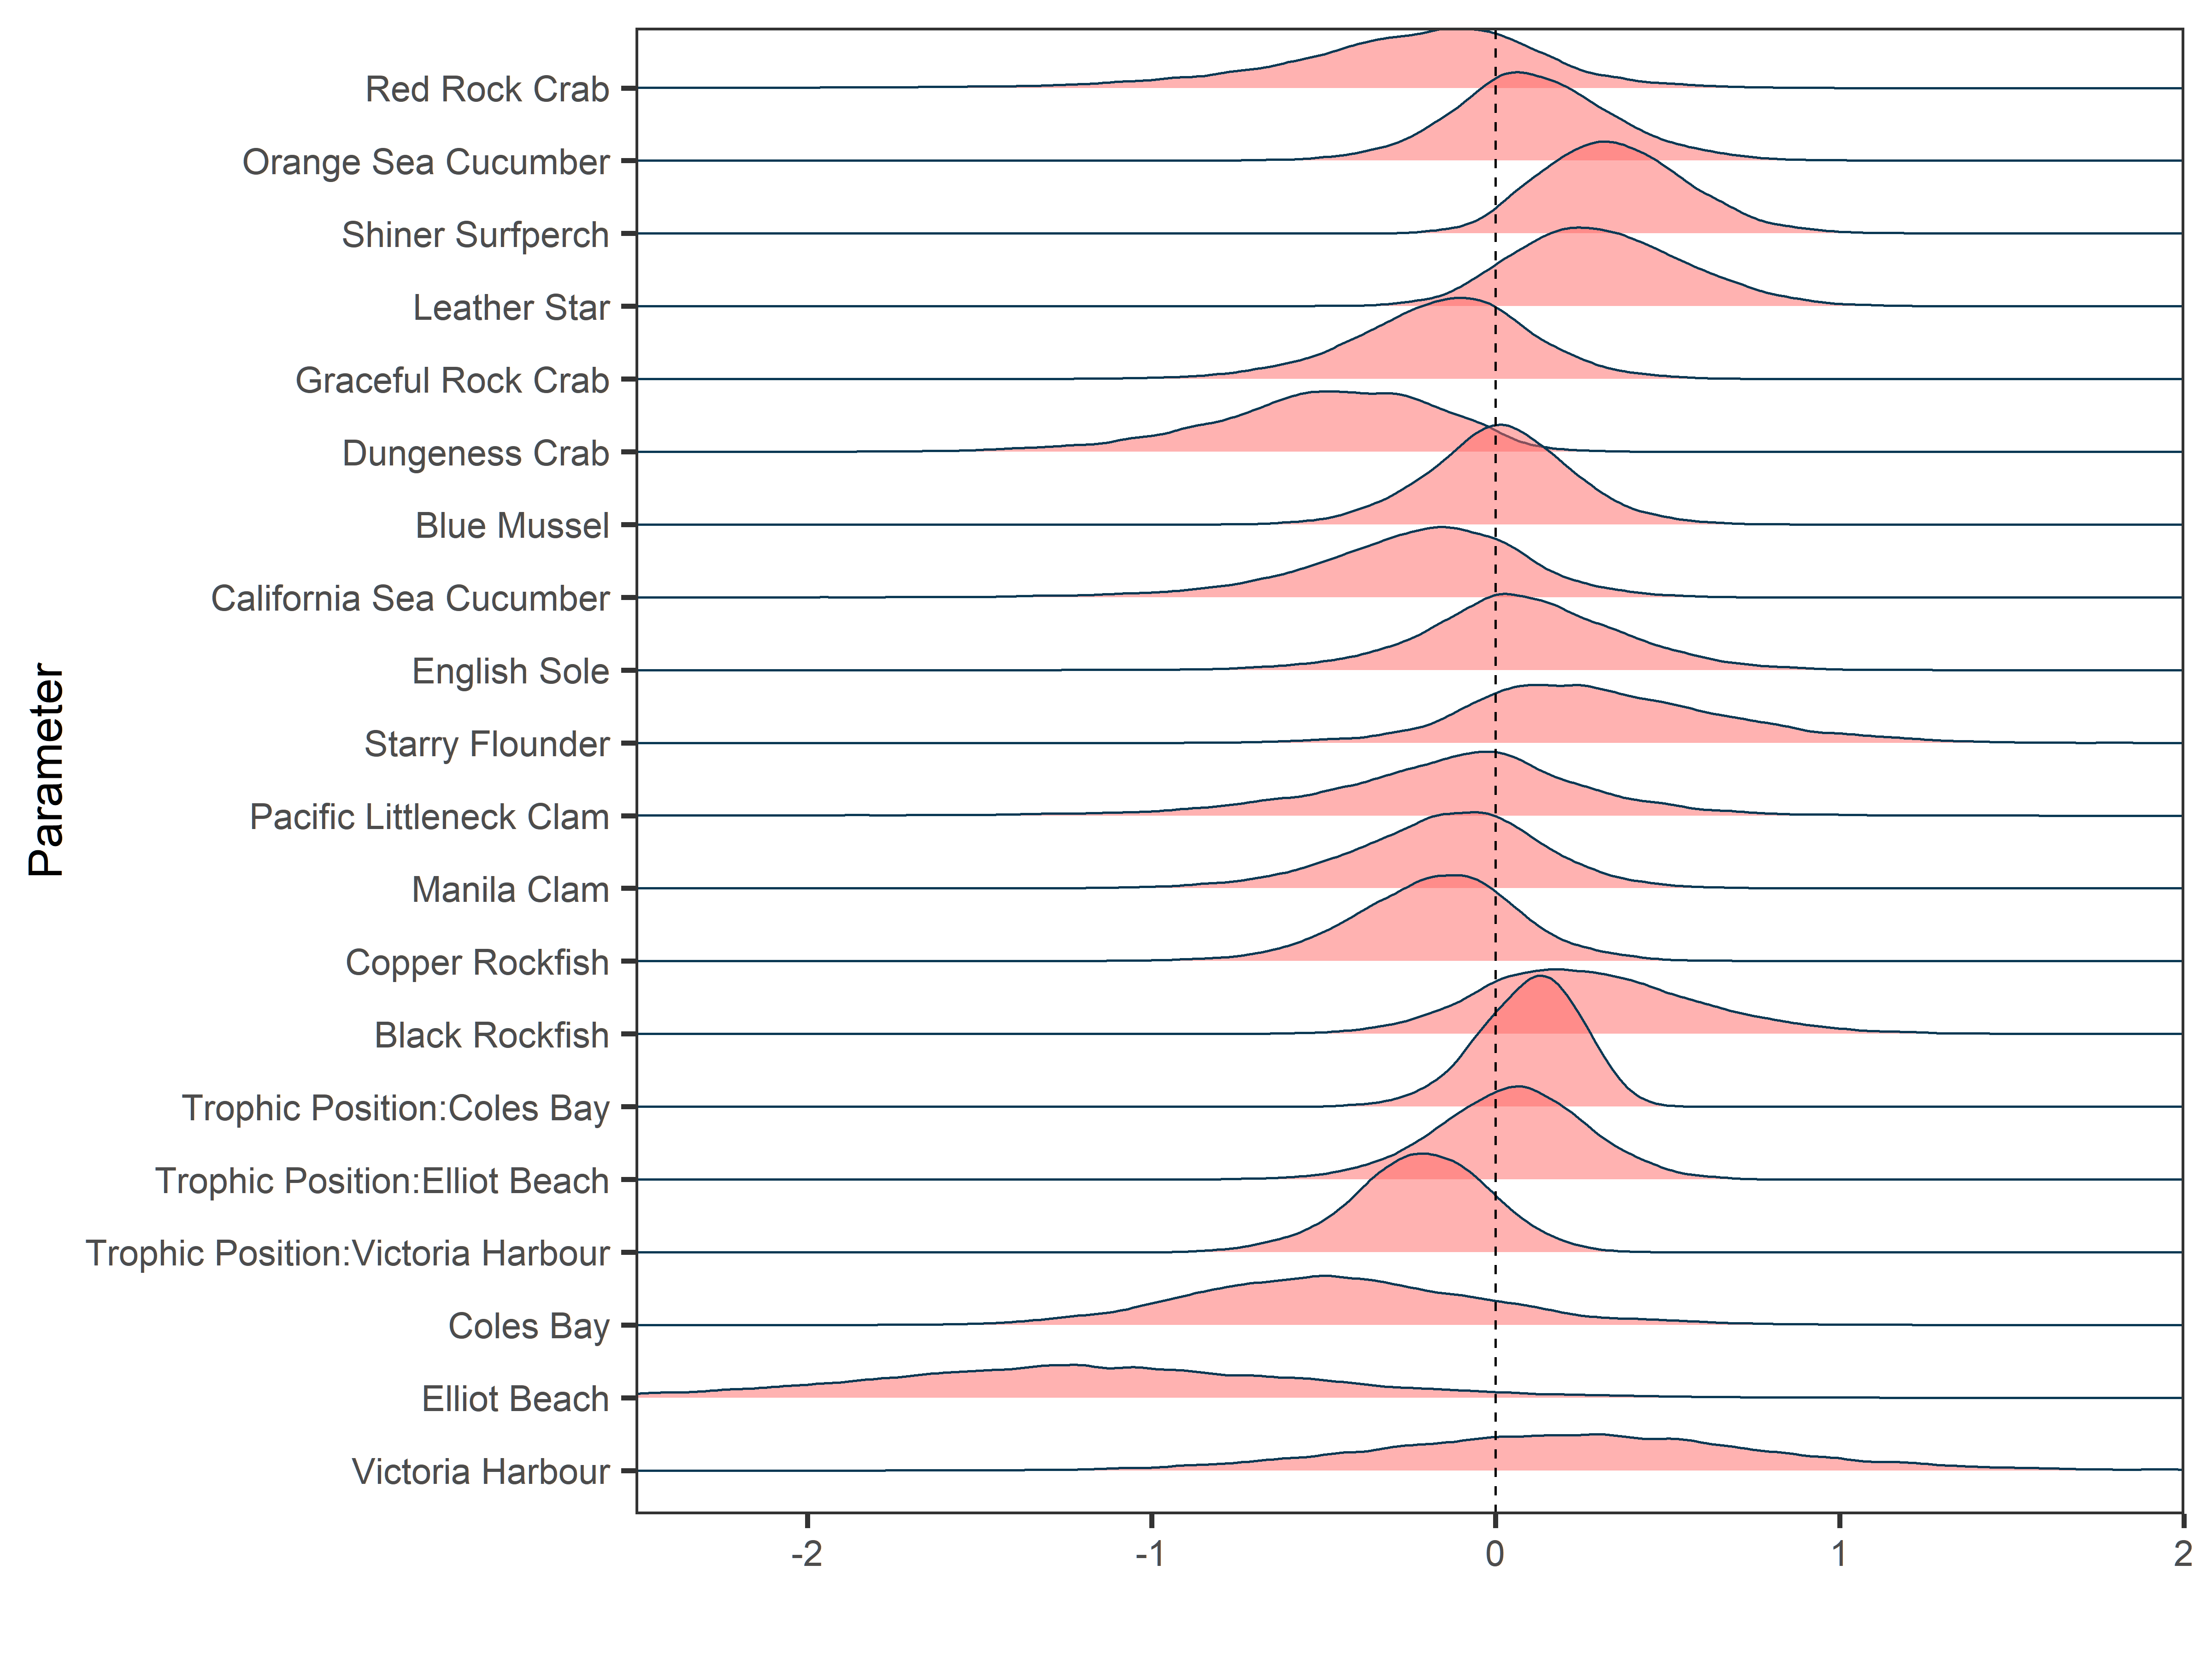 Parameter
Red Rock Crab
Orange Sea Cucumber
Shiner Surfperch
Leather Star
Graceful Rock Crab
Dungeness Crab
Blue Mussel
California Sea Cucumber
English Sole
Starry Flounder
Pacific Littleneck Clam
Manila Clam
Copper Rockfish
Black Rockfish
Trophic Position:Coles Bay
Trophic Position:Elliot Beach
Trophic Position:Victoria Harbour
Coles Bay
Elliot Beach
Victoria Harbour
-2 -1 0 1 2